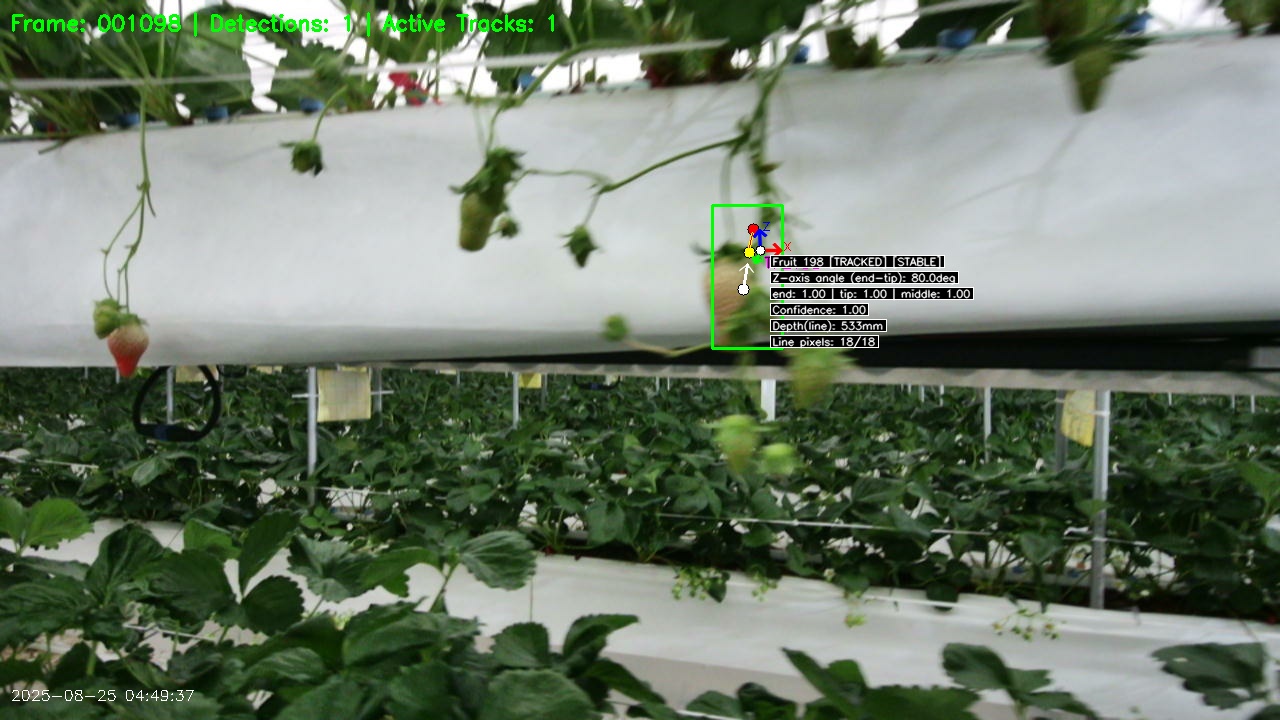 Frame: 001098 | Detections: 1 | Active Tracks: 1
Z
X
Fruit 198 [TRACKED] [STABLE]
Z-axis angle (end-tip): 80.0deg
end: 1.00 | tip: 1.00 | middle: 1.00
Confidence: 1.00
Depth(line): 533mm
Line pixels: 18/18
2025-08-25 04:49:37